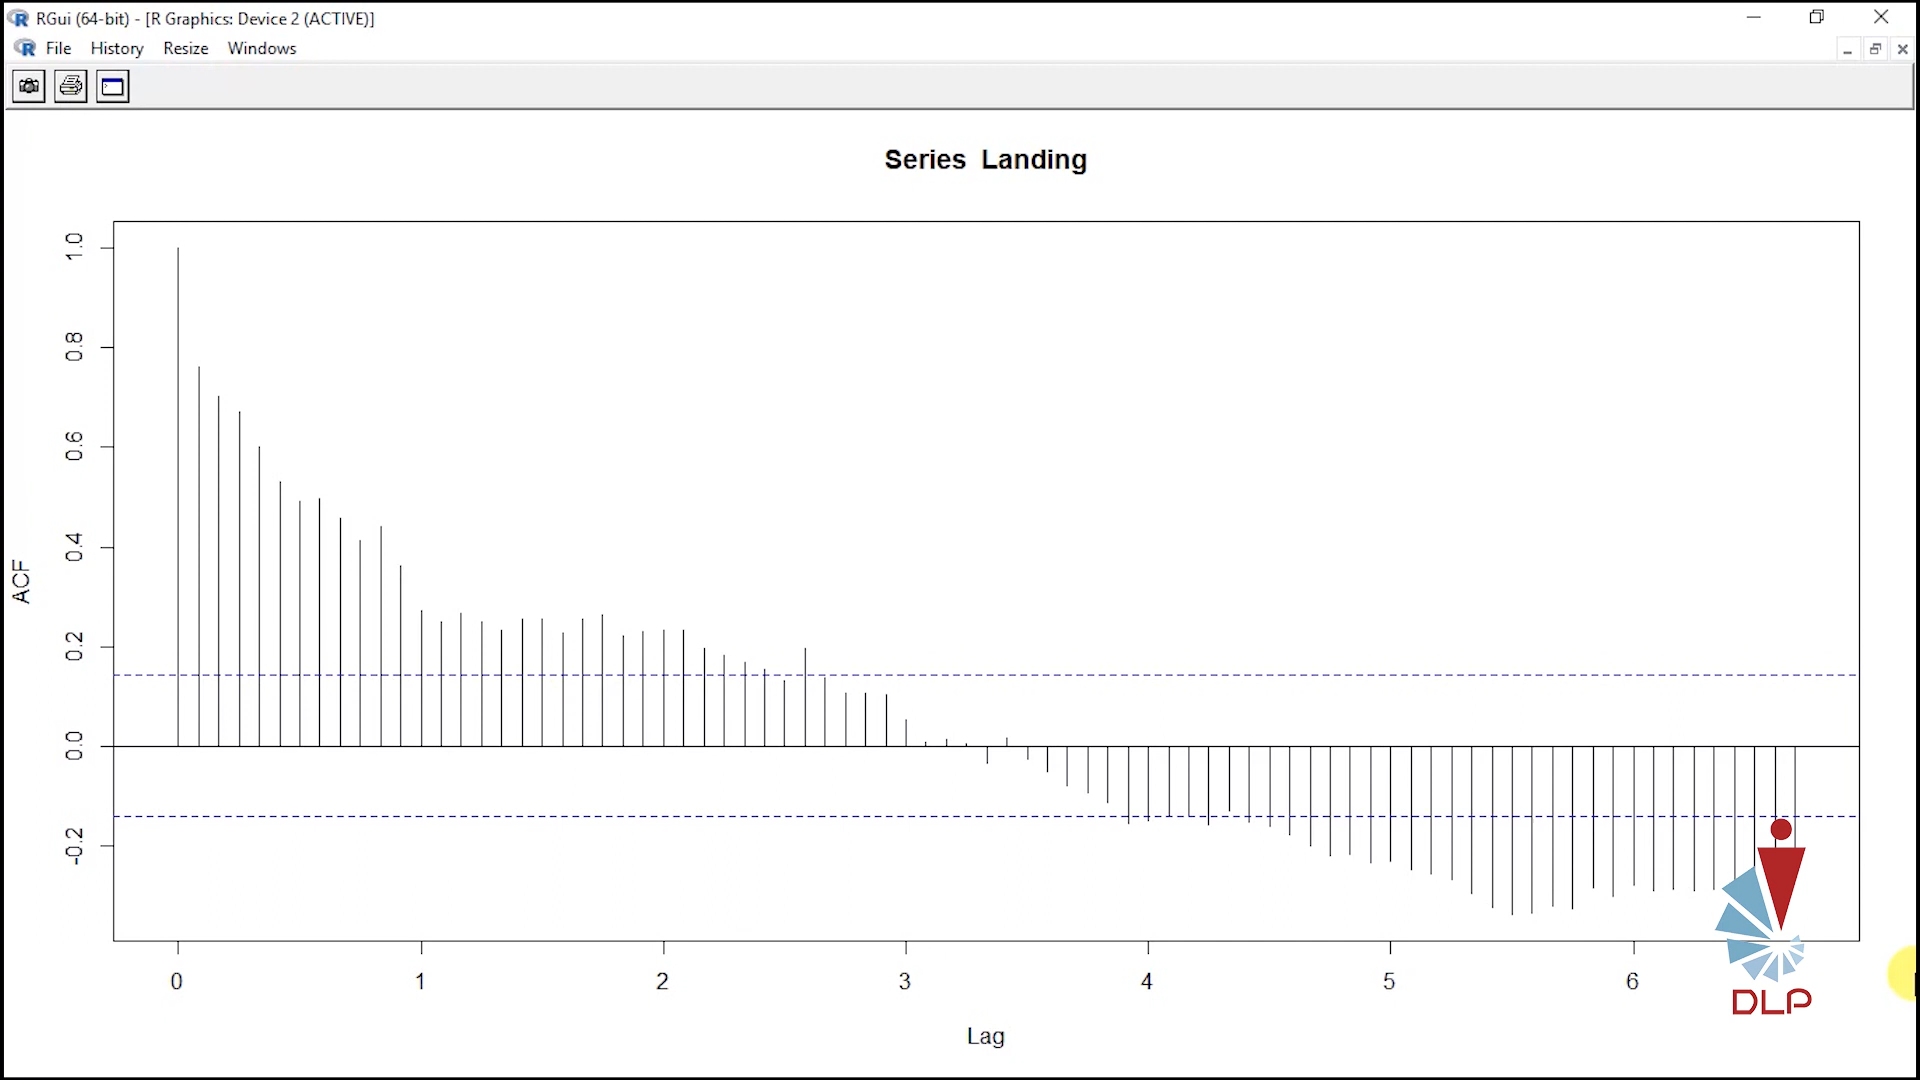 RGui (64-bit) - [R Graphics: Device 2 (ACTIVE)]
File History Resize Windows
Series Landing
1.0
0.8
0.6
0.4
0.2
0.0
-0.2
ACF
0 1 2 3 4 5 6
Lag
DLP